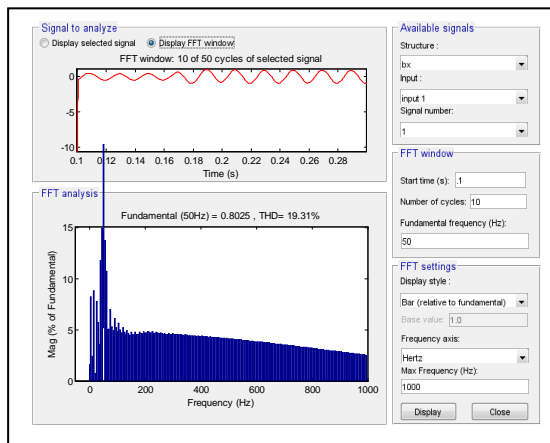 Signal to analyze
Display selected signal
Display FFT window
FFT window: 10 of 50 cycles of selected signal
0
-5
-10
0.1 0.12 0.14 0.16 0.18 0.2 0.22 0.24 0.26 0.28
Time (s)
FFT analysis
Fundamental (50Hz) = 0.8025 , THD= 19.31%
Mag (% of Fundamental)
15
10
5
0
0 200 400 600 800 1000
Frequency (Hz)
Available signals
Structure :
bx
Input :
input 1
Signal number:
1
FFT window
Start time (s): .1
Number of cycles: 10
Fundamental frequency (Hz):
50
FFT settings
Display style :
Bar (relative to fundamental)
Base value: 1.0
Frequency axis:
Hertz
Max Frequency (Hz):
1000
Display
Close